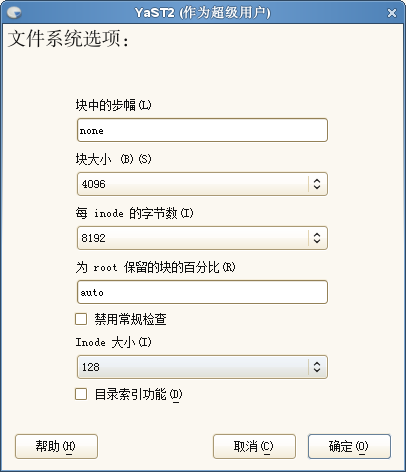 YaST2 (作为超级用户)
文件系统选项：
块中的步幅(L)
none
块大小 (B)(S)
4096
每 inode 的字节数(I)
8192
为 root 保留的块的百分比(R)
auto
禁用常规检查
Inode 大小(I)
128
目录索引功能(D)
帮助(H) 取消(C) 确定(O)